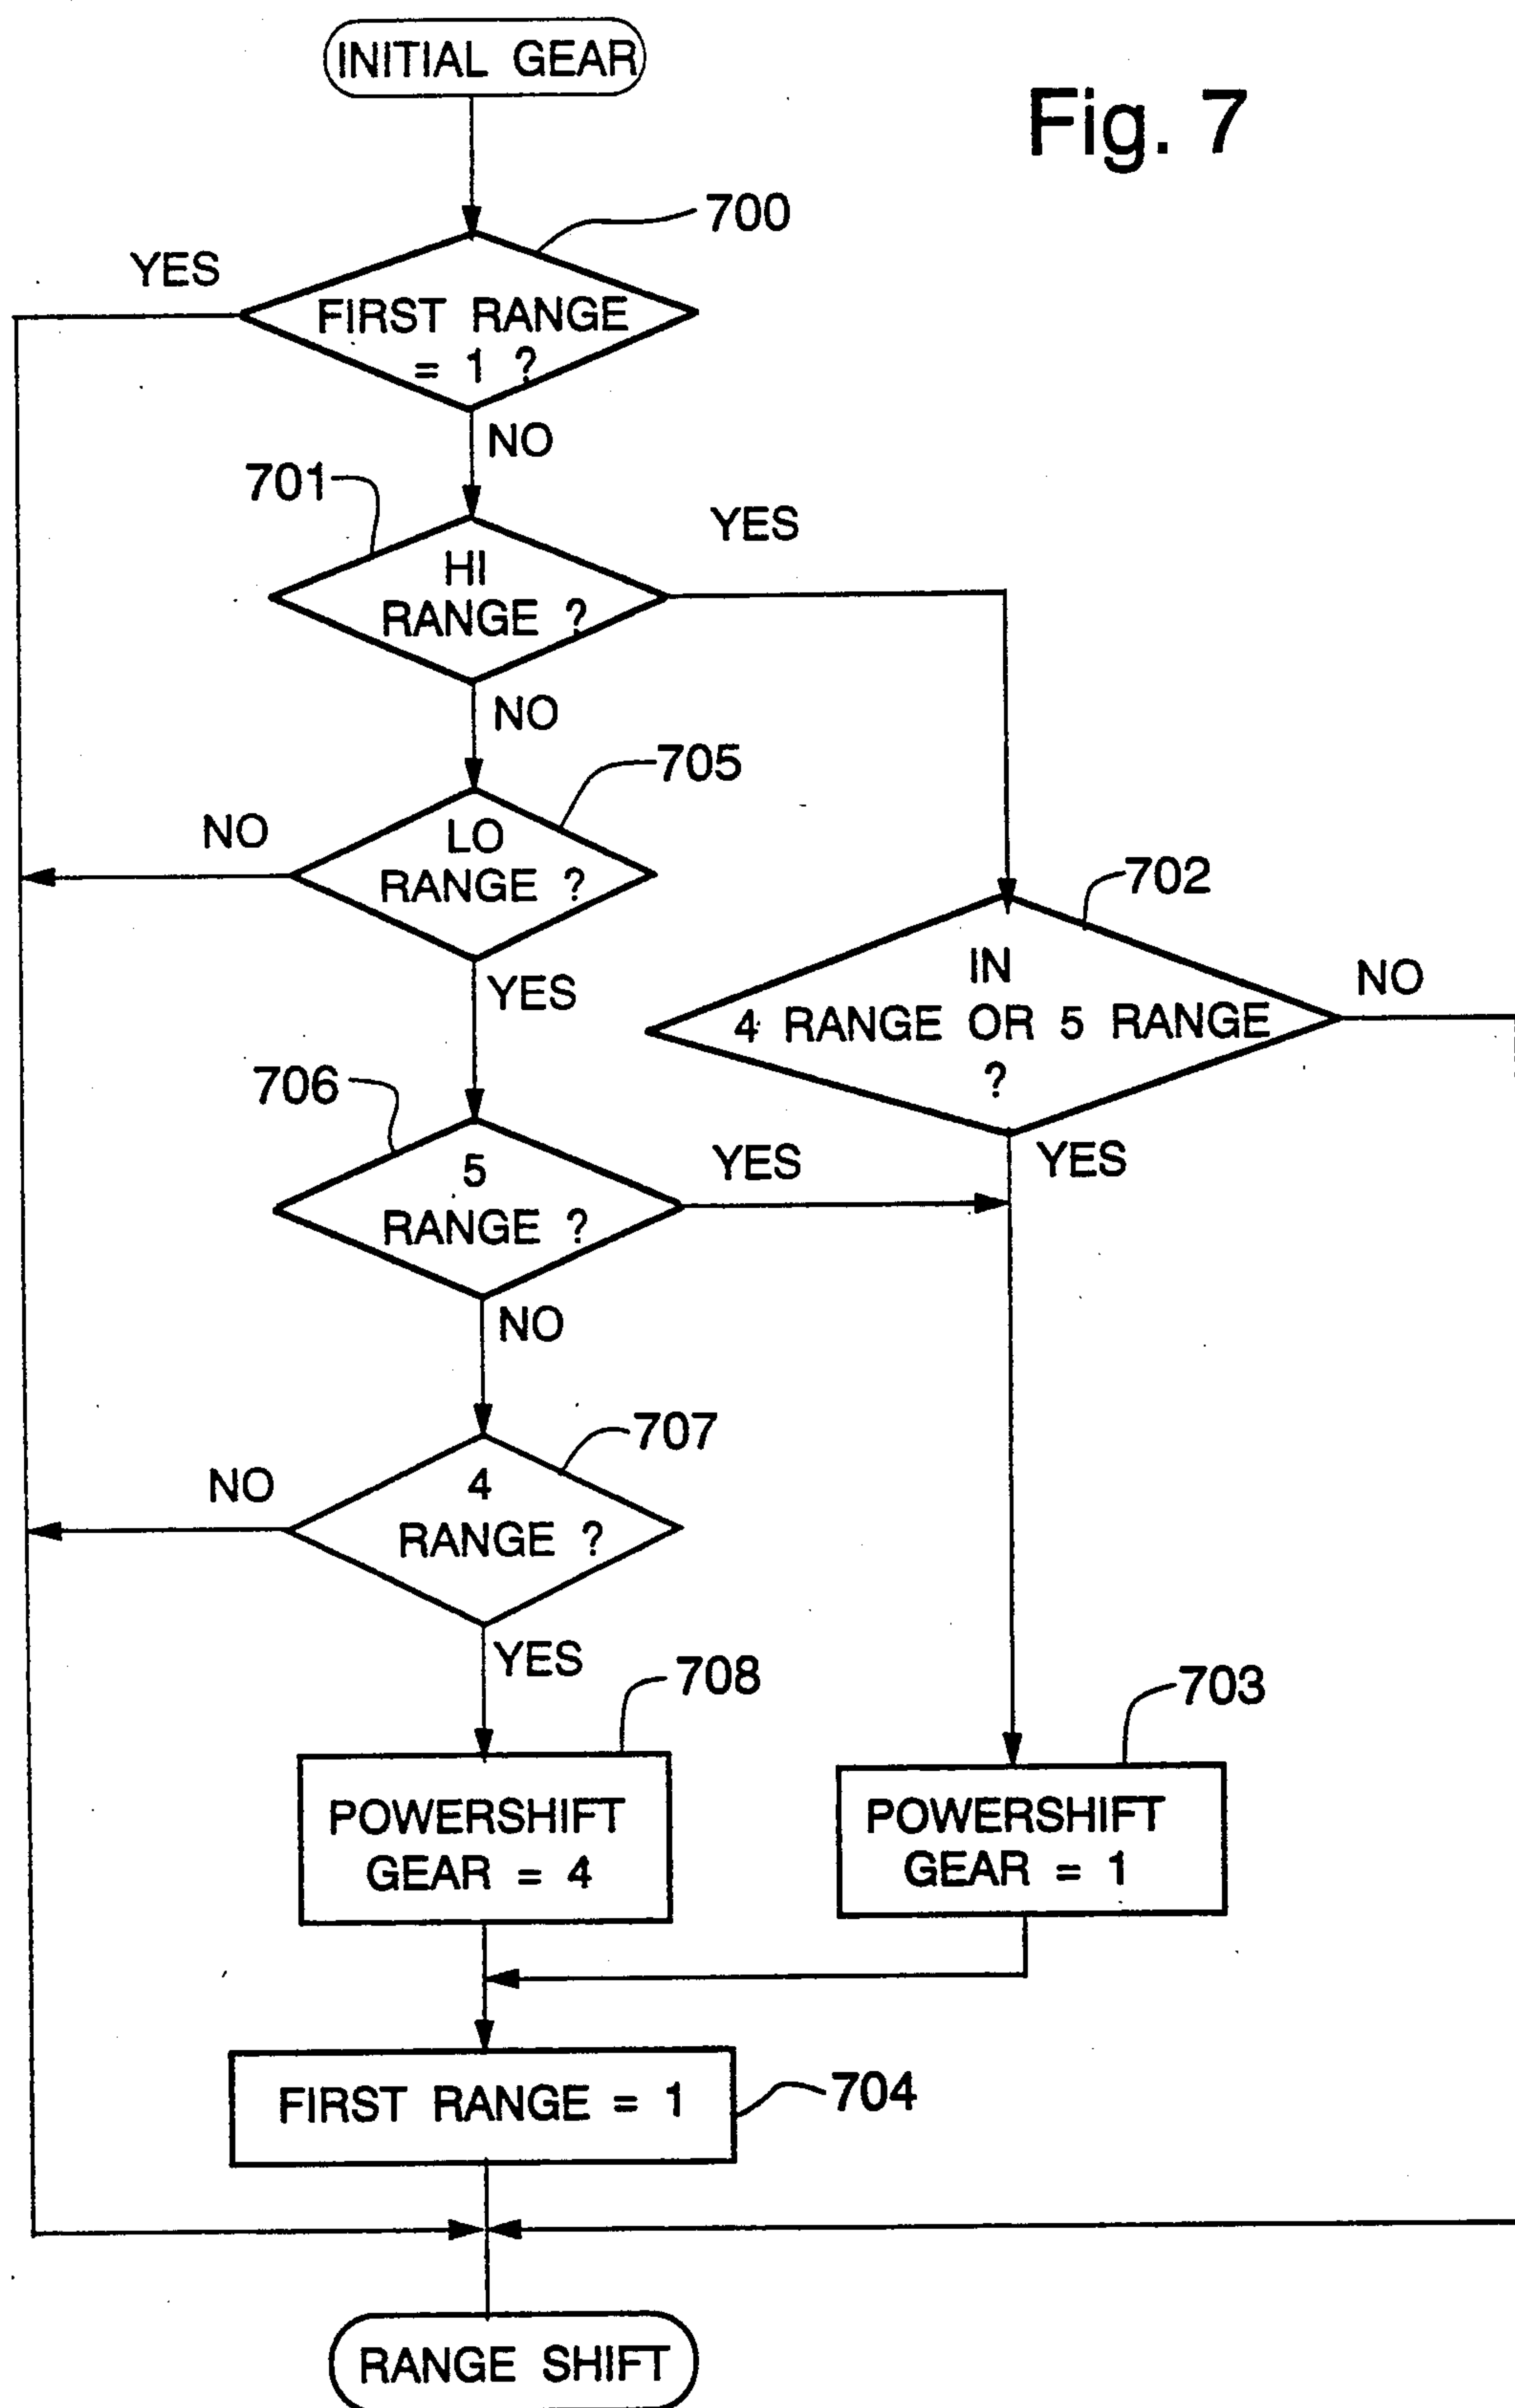 INITIAL GEAR
Fig. 7
700
YES
FIRST RANGE
= 1 ?
NO
701
YES
HI
RANGE ?
NO
705
NO
LO
RANGE ?
702
YES
IN
4 RANGE OR 5 RANGE
?
NO
706
YES
YES
5
RANGE ?
NO
707
NO
4
RANGE ?
YES
708
703
POWERSHIFT
GEAR = 4
POWERSHIFT
GEAR = 1
FIRST RANGE = 1
704
RANGE SHIFT